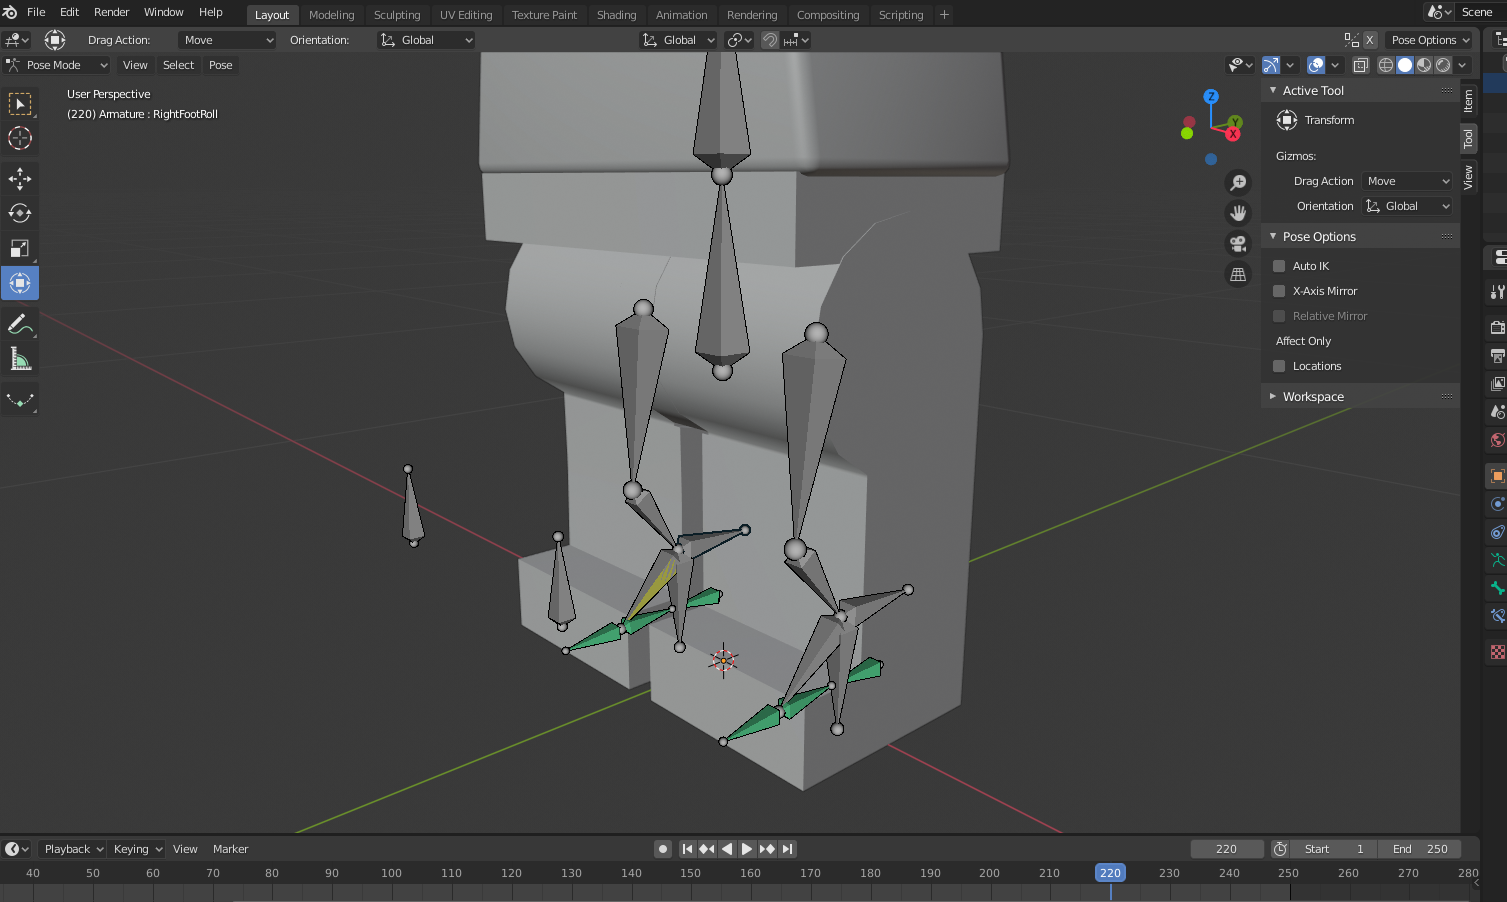 File Edit Render Window Help Layout Modeling Sculpting UV Editing Texture Paint Shading Animation Rendering Compositing Scripting + Scene
Drag Action: Move Orientation: Global Global X Pose Options
Pose Mode View Select Pose
User Perspective
(220) Armature : RightFootRoll
Z
Y
X
Active Tool
Transform
Gizmos:
Drag Action Move
Orientation Global
Pose Options
Auto IK
X-Axis Mirror
Relative Mirror
Affect Only
Locations
Workspace
Item
Tool
View
Playback Keying View Marker 220 Start 1 End 250
40 50 60 70 80 90 100 110 120 130 140 150 160 170 180 190 200 210 220 230 240 250 260 270 280